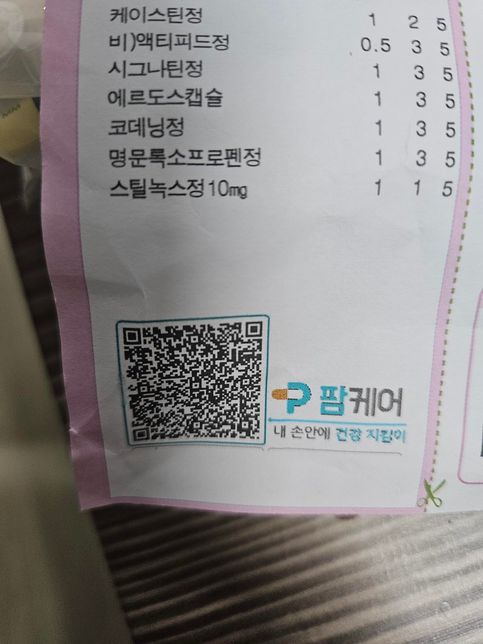 케이스틴정 1 2 5
비)액티피드정 0.5 3 5
시그나틴정 1 3 5
에르도스캡슐 1 3 5
코데닝정 1 3 5
명문록소프로펜정 1 3 5
스틸녹스정10mg 1 1 5
팜케어
내 손안에 건강 지킴이